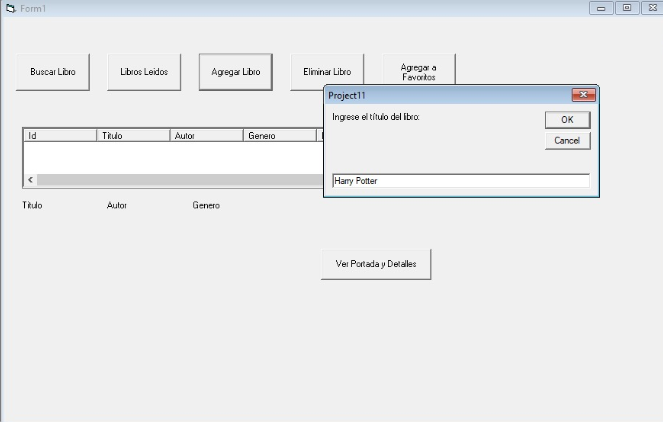 Form1
Buscar Libro
Libros Leidos
Agregar Libro
Eliminar Libro
Agregar a
Favoritos
Project11
Ingrese el título del libro:
OK
Cancel
Harry Potter
Id
Titulo
Autor
Genero
Titulo
Autor
Genero
Ver Portada y Detalles